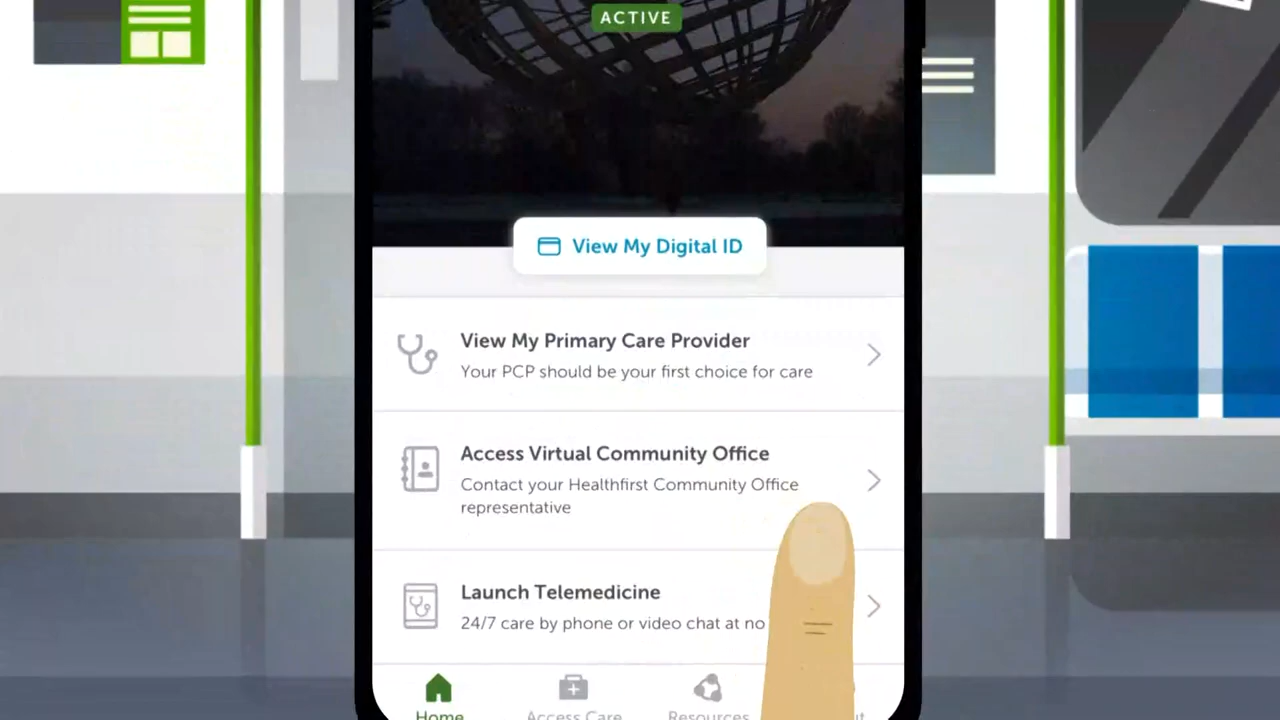 ACTIVE
View My Digital ID
View My Primary Care Provider
Your PCP should be your first choice for care
Access Virtual Community Office
Contact your Healthfirst Community Office
representative
Launch Telemedicine
24/7 care by phone or video chat at no
Home
Access Care
Resources